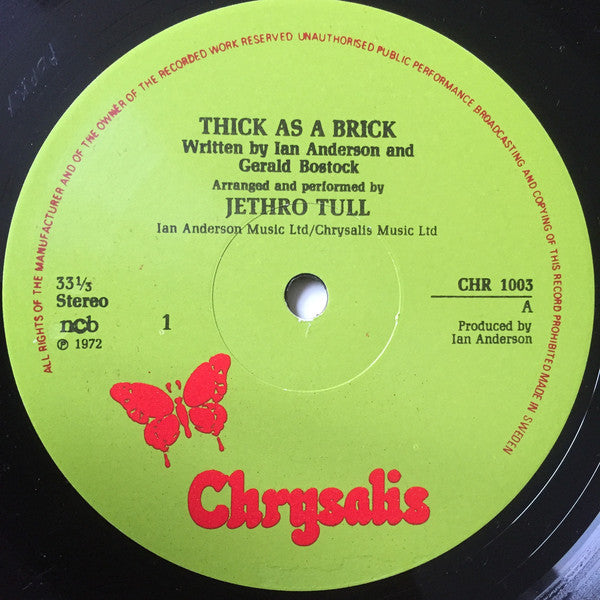 ALL RIGHTS OF THE MANUFACTURER AND OF THE OWNER OF THE RECORDED WORK RESERVED UNAUTHORISED PUBLIC PERFORMANCE BROADCASTING AND COPYING OF THIS RECORD PROHIBITED MADE IN SWEDEN
THICK AS A BRICK
Written by Ian Anderson and
Gerald Bostock
Arranged and performed by
JETHRO TULL
Ian Anderson Music Ltd/Chrysalis Music Ltd
33⅓
Stereo
ncb
℗ 1972
1
CHR 1003
A
Produced by
Ian Anderson
Chrysalis